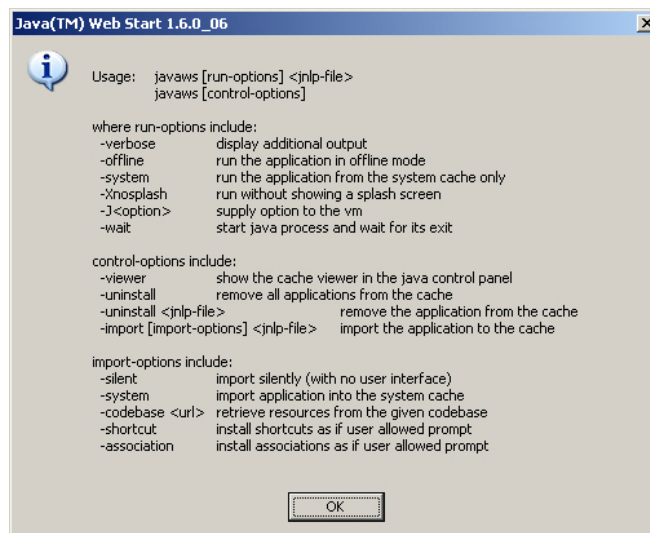 Java(TM) Web Start 1.6.0_06
Usage: javaws [run-options] <jnlp-file>
javaws [control-options]
where run-options include:
-verbose display additional output
-offline run the application in offline mode
-system run the application from the system cache only
-Xnosplash run without showing a splash screen
-J<option> supply option to the vm
-wait start java process and wait for its exit
control-options include:
-viewer show the cache viewer in the java control panel
-uninstall remove all applications from the cache
-uninstall <jnlp-file> remove the application from the cache
-import [import-options] <jnlp-file> import the application to the cache
import-options include:
-silent import silently (with no user interface)
-system import application into the system cache
-codebase <url> retrieve resources from the given codebase
-shortcut install shortcuts as if user allowed prompt
-association install associations as if user allowed prompt
OK